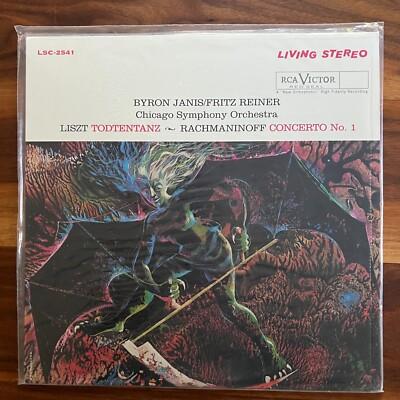 LSC-2541
LIVING STEREO
RCA VICTOR
RED SEAL
A "New Orthophonic" High Fidelity Recording
BYRON JANIS/FRITZ REINER
Chicago Symphony Orchestra
LISZT TODTENTANZ ~ RACHMANINOFF CONCERTO No. 1